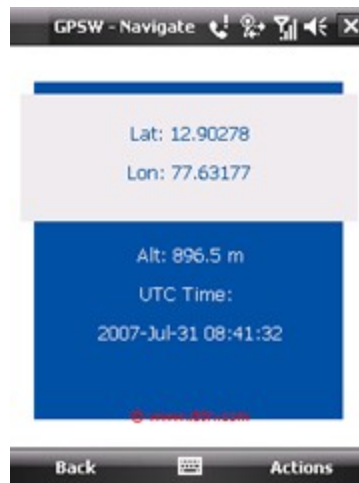 GPSW - Navigate
Lat: 12.90278
Lon: 77.63177
Alt: 896.5 m
UTC Time:
2007-Jul-31 08:41:32
Back
Actions